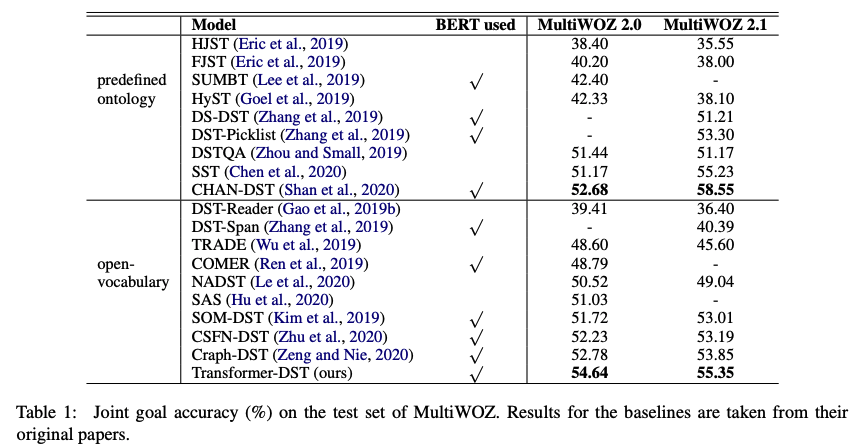 Model BERT used MultiWOZ 2.0 MultiWOZ 2.1
HJST (Eric et al., 2019) 38.40 35.55
FJST (Eric et al., 2019) 40.20 38.00
predefined SUMBT (Lee et al., 2019) √ 42.40 -
ontology HyST (Goel et al., 2019) 42.33 38.10
DS-DST (Zhang et al., 2019) √ - 51.21
DST-Picklist (Zhang et al., 2019) √ - 53.30
DSTQA (Zhou and Small, 2019) 51.44 51.17
SST (Chen et al., 2020) 51.17 55.23
CHAN-DST (Shan et al., 2020) √ 52.68 58.55
DST-Reader (Gao et al., 2019b) 39.41 36.40
DST-Span (Zhang et al., 2019) √ - 40.39
TRADE (Wu et al., 2019) 48.60 45.60
open- COMER (Ren et al., 2019) √ 48.79 -
vocabulary NADST (Le et al., 2020) 50.52 49.04
SAS (Hu et al., 2020) 51.03 -
SOM-DST (Kim et al., 2019) √ 51.72 53.01
CSFN-DST (Zhu et al., 2020) √ 52.23 53.19
Craph-DST (Zeng and Nie, 2020) √ 52.78 53.85
Transformer-DST (ours) √ 54.64 55.35
Table 1: Joint goal accuracy (%) on the test set of MultiWOZ. Results for the baselines are taken from their
original papers.